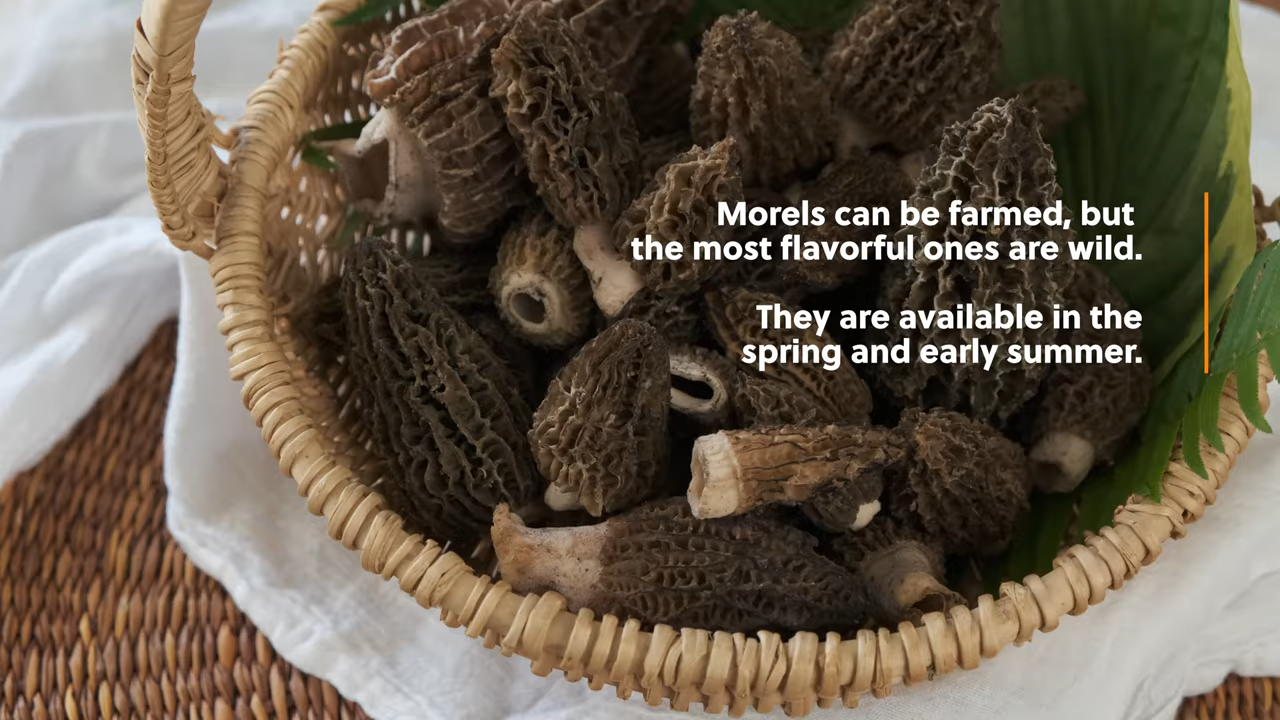 Morels can be farmed, but
the most flavorful ones are wild.
They are available in the
spring and early summer.